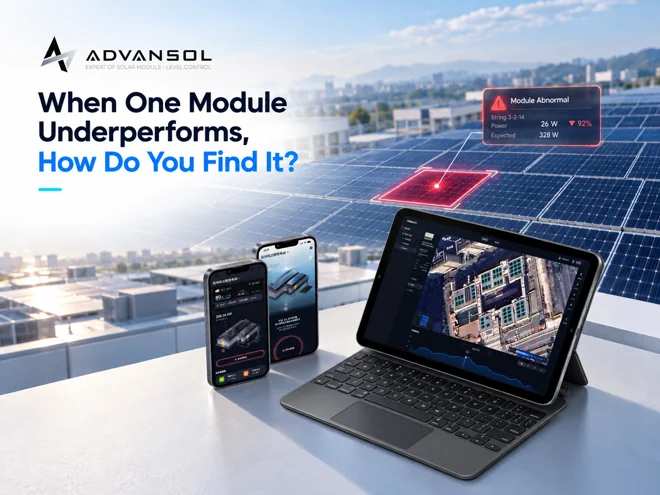 ADVANSOL
EXPERT OF SOLAR MODULE-LEVEL CONTROL
When One Module
Underperforms,
How Do You Find It?
Module Abnormal
String 3-2-14
Power 26 W ▼ 92%
Expected 328 W